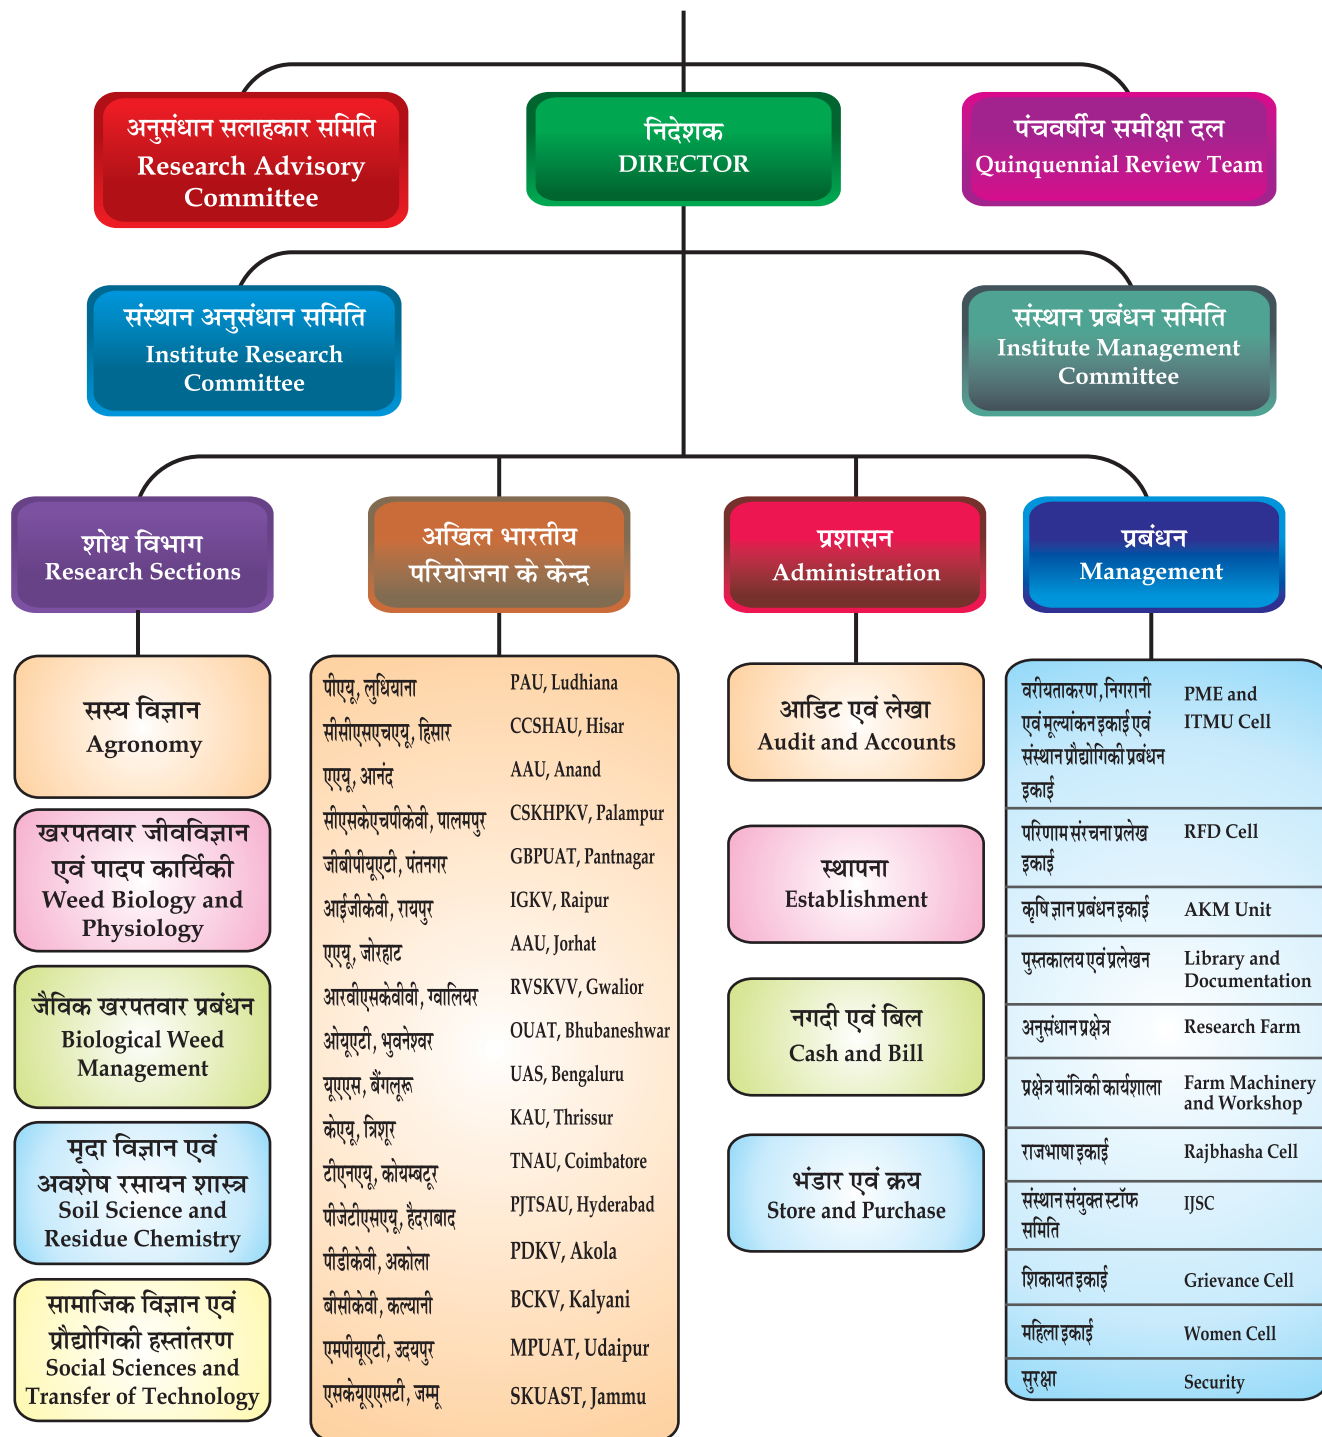 अनुसंधान सलाहकार समिति
Research Advisory
Committee
निदेशक
DIRECTOR
पंचवर्षीय समीक्षा दल
Quinquennial Review Team
संस्थान अनुसंधान समिति
Institute Research
Committee
संस्थान प्रबंधन समिति
Institute Management
Committee
शोध विभाग
Research Sections
अखिल भारतीय
परियोजना के केन्द्र
प्रशासन
Administration
प्रबंधन
Management
सस्य विज्ञान
Agronomy
खरपतवार जीवविज्ञान
एवं पादप कार्यिकी
Weed Biology and
Physiology
जैविक खरपतवार प्रबंधन
Biological Weed
Management
मृदा विज्ञान एवं
अवशेष रसायन शास्त्र
Soil Science and
Residue Chemistry
सामाजिक विज्ञान एवं
प्रौद्योगिकी हस्तांतरण
Social Sciences and
Transfer of Technology
पीएयू, लुधियाना PAU, Ludhiana
सीसीएसएचएयू, हिसार CCSHAU, Hisar
एएयू, आनंद AAU, Anand
सीएसकेएचपीकेवी, पालमपुर CSKHPKV, Palampur
जीबीपीयूएटी, पंतनगर GBPUAT, Pantnagar
आईजीकेवी, रायपुर IGKV, Raipur
एएयू, जोरहाट AAU, Jorhat
आरवीएसकेवीवी, ग्वालियर RVSKVV, Gwalior
ओयूएटी, भुवनेश्वर OUAT, Bhubaneshwar
यूएएस, बैंगलूरू UAS, Bengaluru
केएयू, त्रिशूर KAU, Thrissur
टीएनएयू, कोयम्बटूर TNAU, Coimbatore
पीजेटीएसएयू, हैदराबाद PJTSAU, Hyderabad
पीडीकेवी, अकोला PDKV, Akola
बीसीकेवी, कल्यानी BCKV, Kalyani
एमपीयूएटी, उदयपुर MPUAT, Udaipur
एसकेयूएएसटी, जम्मू SKUAST, Jammu
आडिट एवं लेखा
Audit and Accounts
स्थापना
Establishment
नगदी एवं बिल
Cash and Bill
भंडार एवं क्रय
Store and Purchase
वरीयताकरण, निगरानी PME and
एवं मूल्यांकन इकाई एवं ITMU Cell
संस्थान प्रौद्योगिकी प्रबंधन
इकाई
परिणाम संरचना प्रलेख RFD Cell
इकाई
कृषि ज्ञान प्रबंधन इकाई AKM Unit
पुस्तकालय एवं प्रलेखन Library and
Documentation
अनुसंधान प्रक्षेत्र Research Farm
प्रक्षेत्र यांत्रिकी कार्यशाला Farm Machinery
and Workshop
राजभाषा इकाई Rajbhasha Cell
संस्थान संयुक्त स्टॉफ IJSC
समिति
शिकायत इकाई Grievance Cell
महिला इकाई Women Cell
सुरक्षा Security